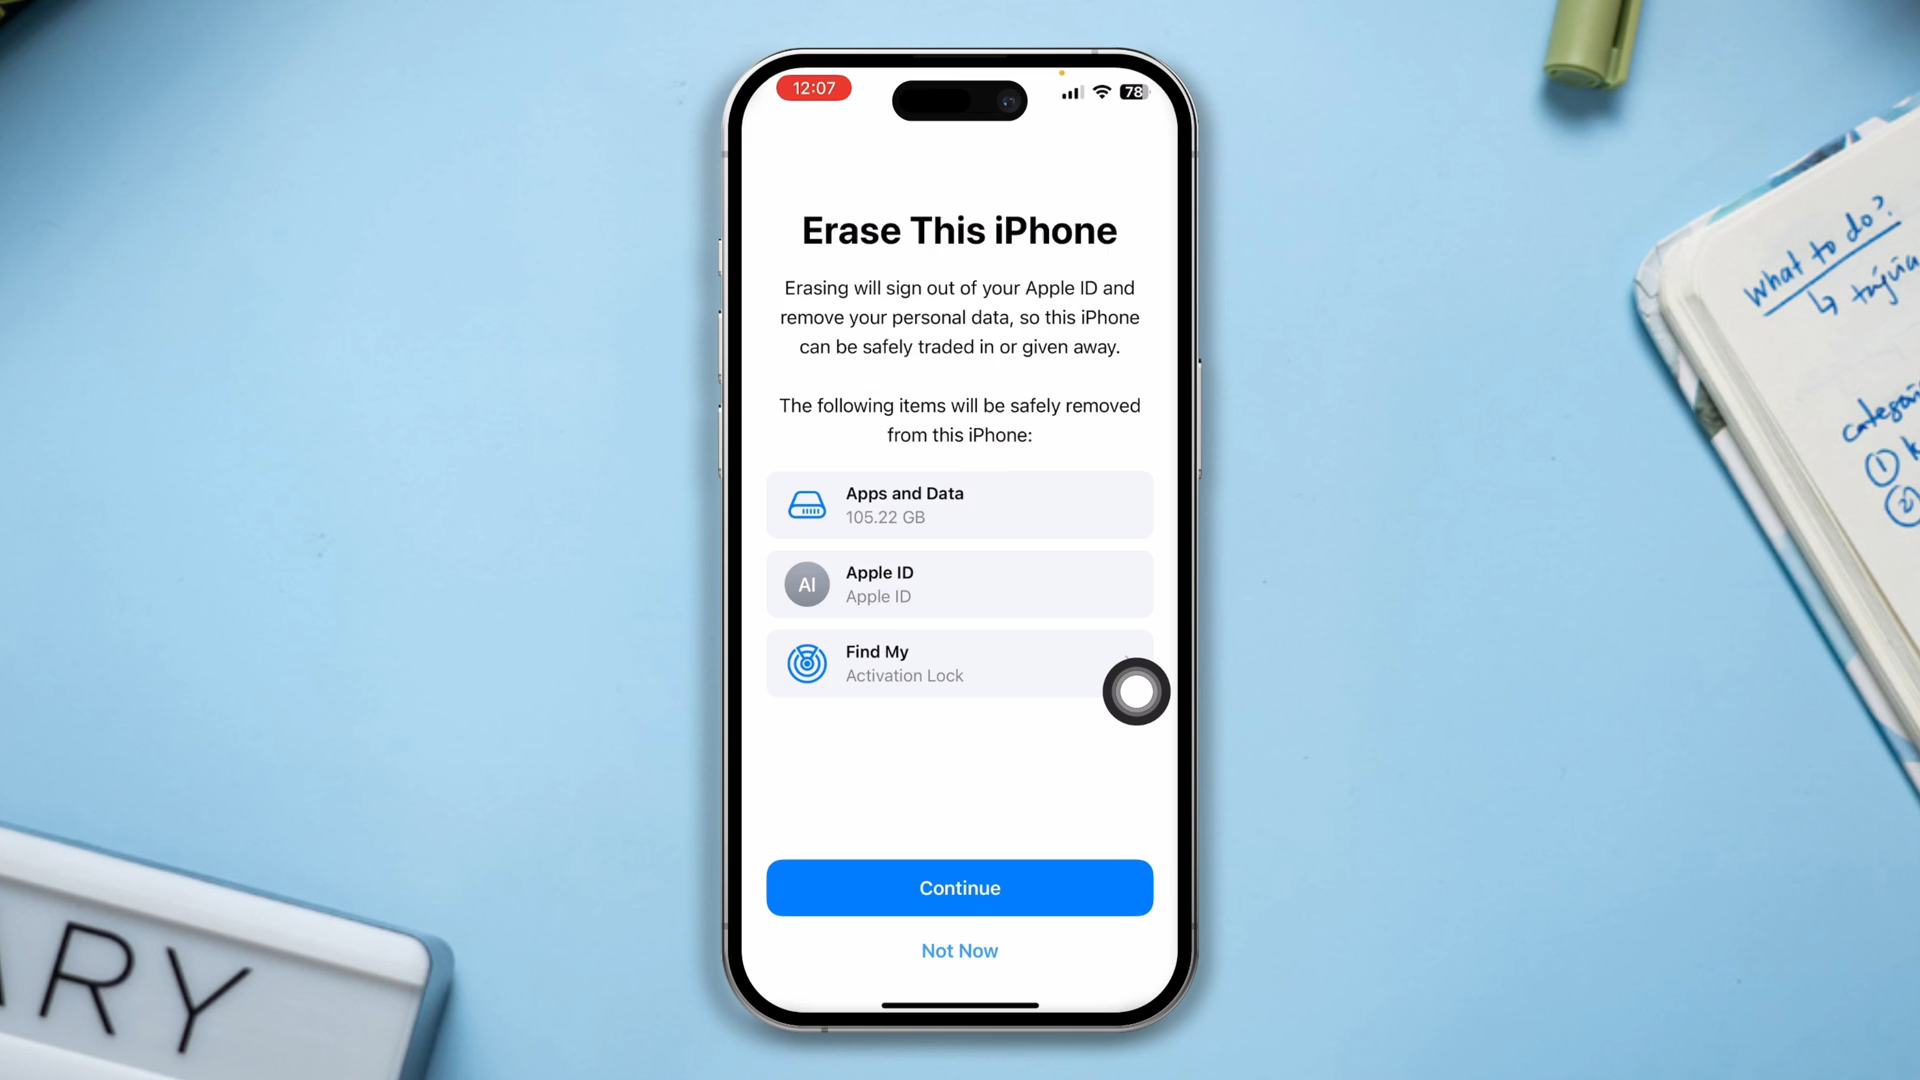 12:07
78
Erase This iPhone
Erasing will sign out of your Apple ID and
remove your personal data, so this iPhone
can be safely traded in or given away.
The following items will be safely removed
from this iPhone:
Apps and Data
105.22 GB
AI
Apple ID
Apple ID
Find My
Activation Lock
Continue
Not Now
What to do?
ARY